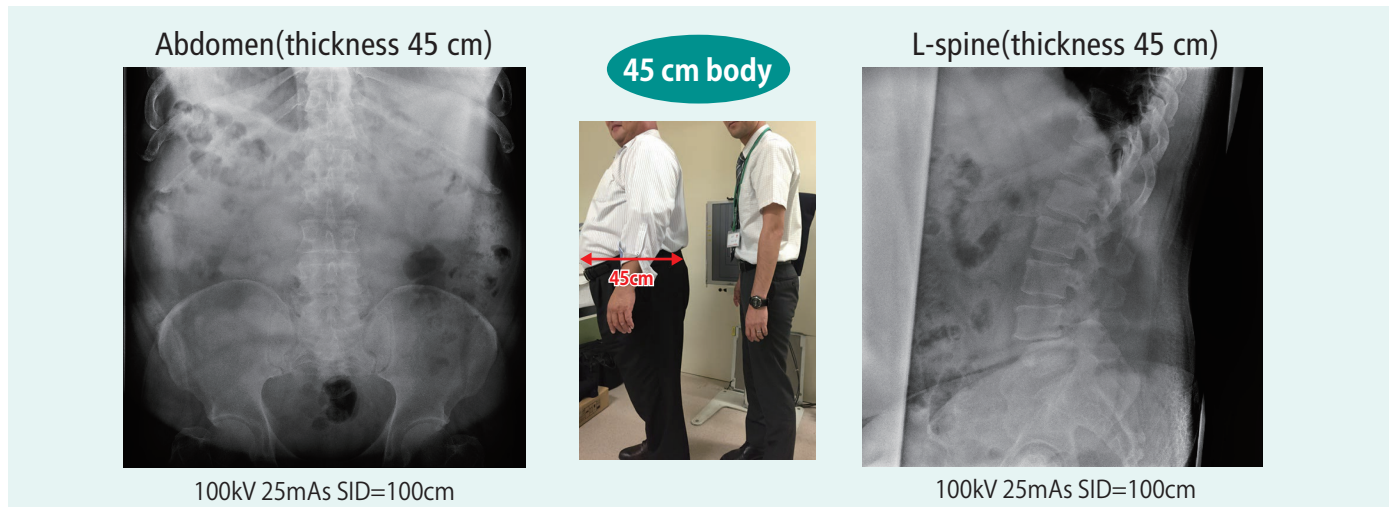 Abdomen(thickness 45 cm)
45 cm body
L-spine(thickness 45 cm)
45cm
100kV 25mAs SID=100cm
100kV 25mAs SID=100cm